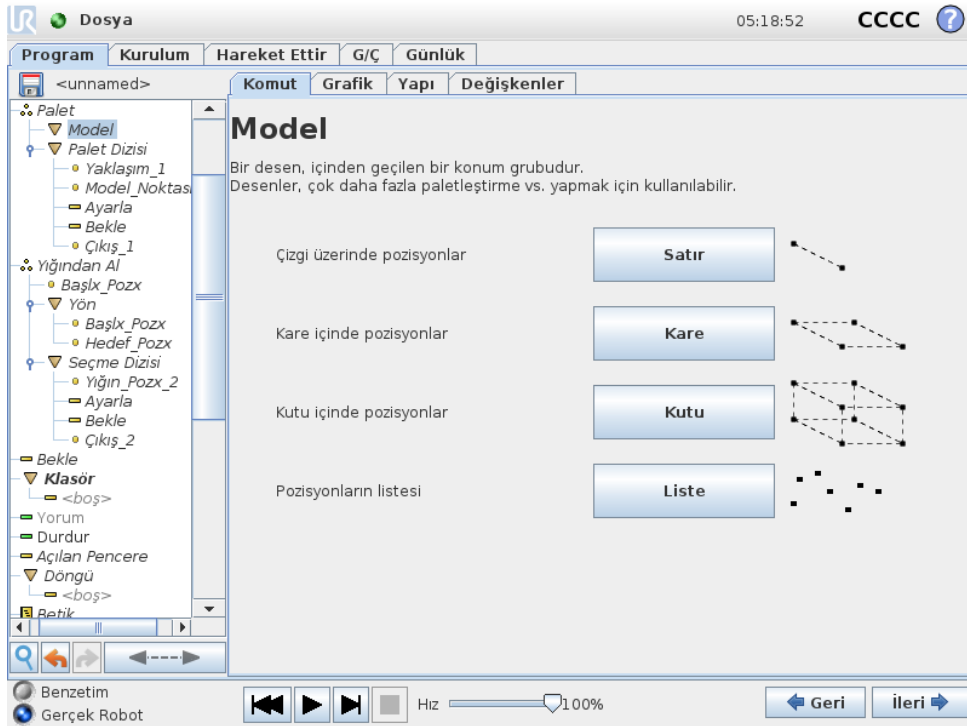 UR Dosya 05:18:52 CCCC ?
Program Kurulum Hareket Ettir G/Ç Günlük
<unnamed>
Komut Grafik Yapı Değişkenler
Palet
Model
Palet Dizisi
Yaklaşım_1
Model_Noktası
Ayarla
Bekle
Çıkış_1
Yığından Al
Başlx_Pozx
Yön
Başlx_Pozx
Hedef_Pozx
Seçme Dizisi
Yığın_Pozx_2
Ayarla
Bekle
Çıkış_2
Bekle
Klasör
<boş>
Yorum
Durdur
Açılan Pencere
Döngü
<boş>
Betik
Model
Bir desen, içinden geçilen bir konum grubudur.
Desenler, çok daha fazla paletleştirme vs. yapmak için kullanılabilir.
Çizgi üzerinde pozisyonlar Satır
Kare içinde pozisyonlar Kare
Kutu içinde pozisyonlar Kutu
Pozisyonların listesi Liste
Benzetim
Gerçek Robot
Hız 100%
Geri İleri